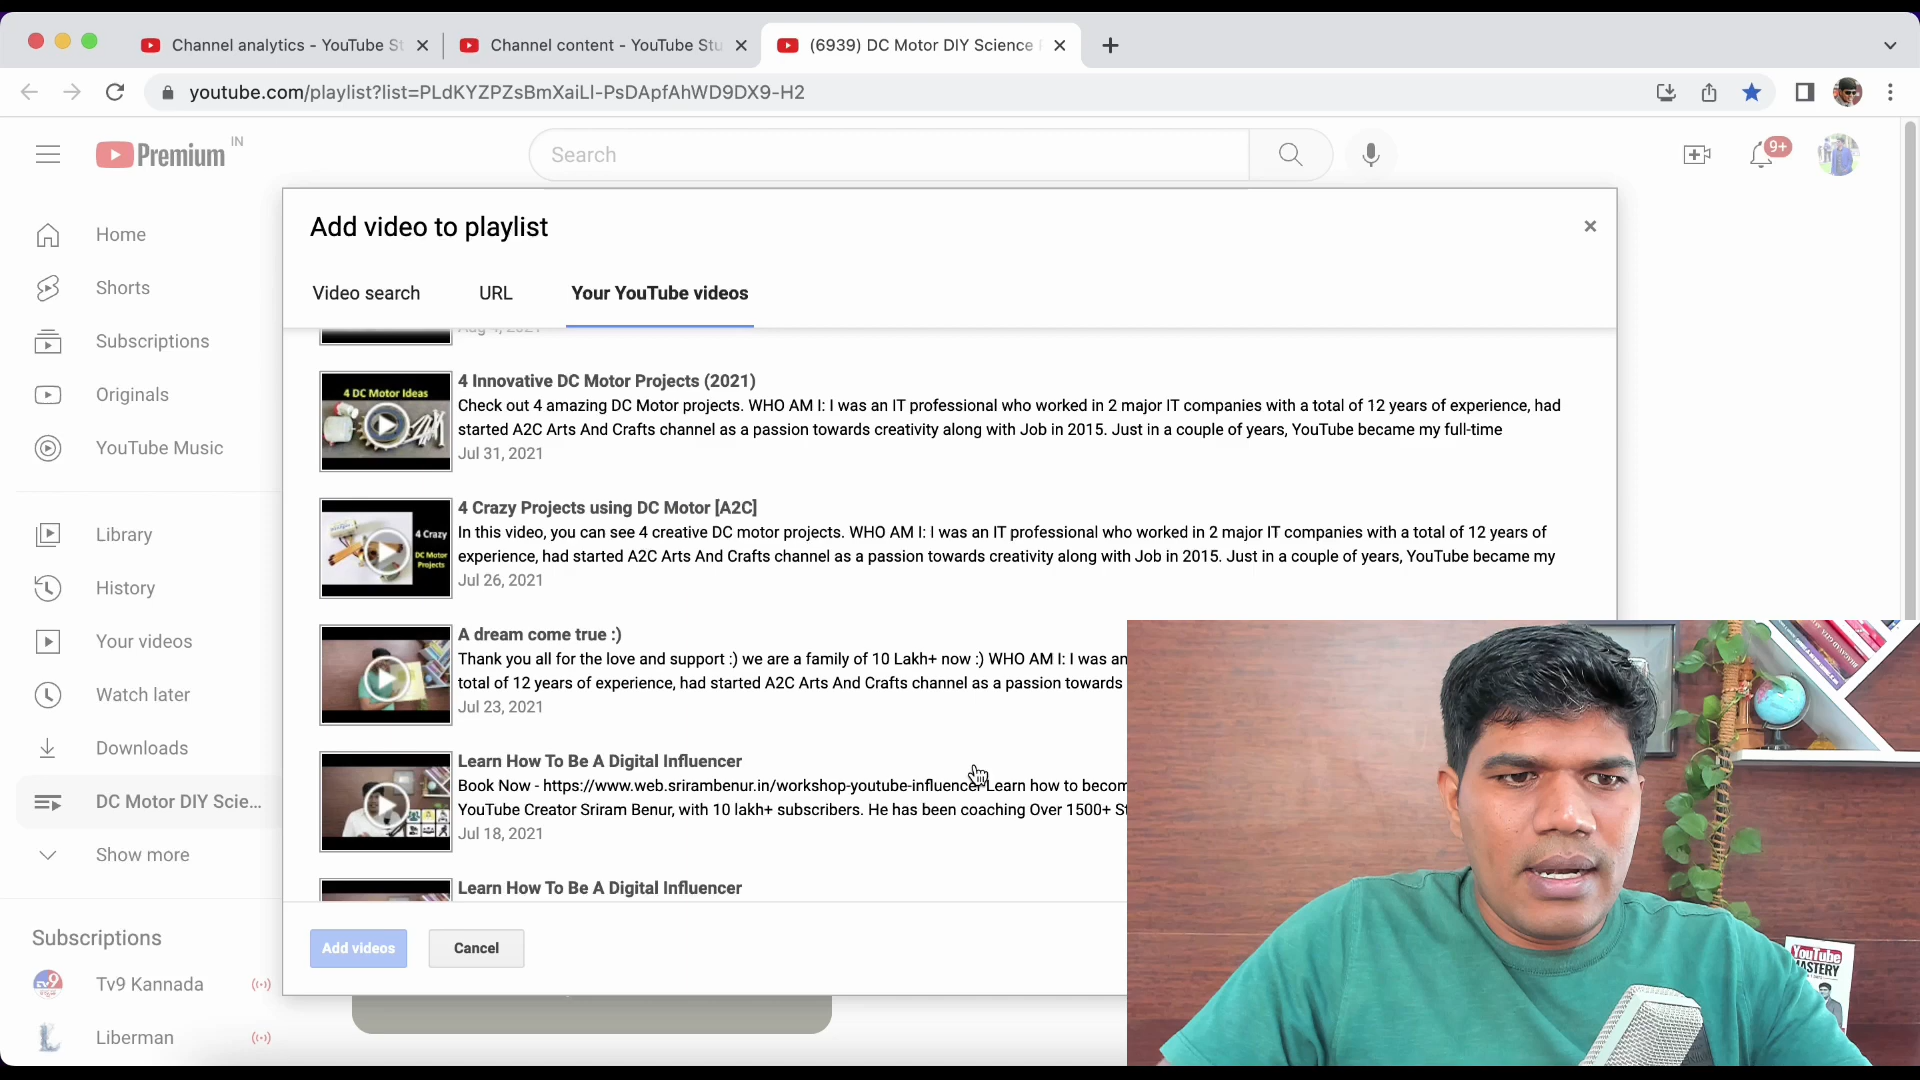 Channel analytics - YouTube St
Channel content - YouTube Stu
(6939) DC Motor DIY Science
youtube.com/playlist?list=PLdKYZPZsBmXaiLI-PsDApfAhWD9DX9-H2
Premium IN
Search
9+
Home
Shorts
Subscriptions
Originals
YouTube Music
Library
History
Your videos
Watch later
Downloads
DC Motor DIY Scie...
Show more
Subscriptions
Tv9 Kannada
Liberman
Add video to playlist
Video search
URL
Your YouTube videos
Aug 4, 2021
4 DC Motor Ideas
4 Innovative DC Motor Projects (2021)
Check out 4 amazing DC Motor projects. WHO AM I: I was an IT professional who worked in 2 major IT companies with a total of 12 years of experience, had
started A2C Arts And Crafts channel as a passion towards creativity along with Job in 2015. Just in a couple of years, YouTube became my full-time
Jul 31, 2021
4 Crazy
DC Motor
Projects
4 Crazy Projects using DC Motor [A2C]
In this video, you can see 4 creative DC motor projects. WHO AM I: I was an IT professional who worked in 2 major IT companies with a total of 12 years of
experience, had started A2C Arts And Crafts channel as a passion towards creativity along with Job in 2015. Just in a couple of years, YouTube became my
Jul 26, 2021
A dream come true :)
Thank you all for the love and support :) we are a family of 10 Lakh+ now :) WHO AM I: I was an
total of 12 years of experience, had started A2C Arts And Crafts channel as a passion towards
Jul 23, 2021
Learn How To Be A Digital Influencer
Book Now - https://www.web.srirambenur.in/workshop-youtube-influence Learn how to becom
YouTube Creator Sriram Benur, with 10 lakh+ subscribers. He has been coaching Over 1500+ St
Jul 18, 2021
Learn How To Be A Digital Influencer
Add videos
Cancel
YouTube
MASTERY